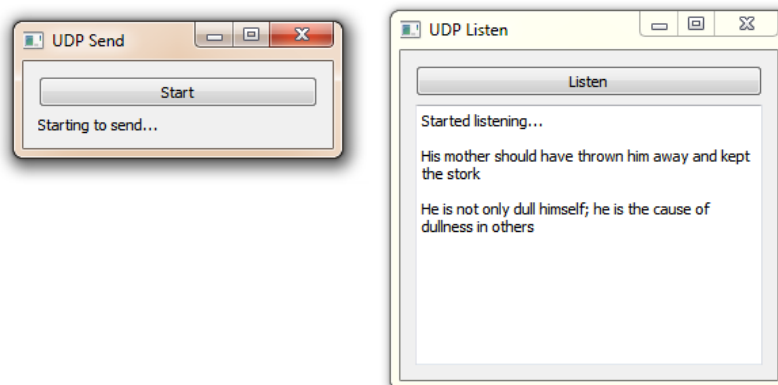 UDP Send
Start
Starting to send...
UDP Listen
Listen
Started listening...
His mother should have thrown him away and kept
the stork
He is not only dull himself; he is the cause of
dullness in others